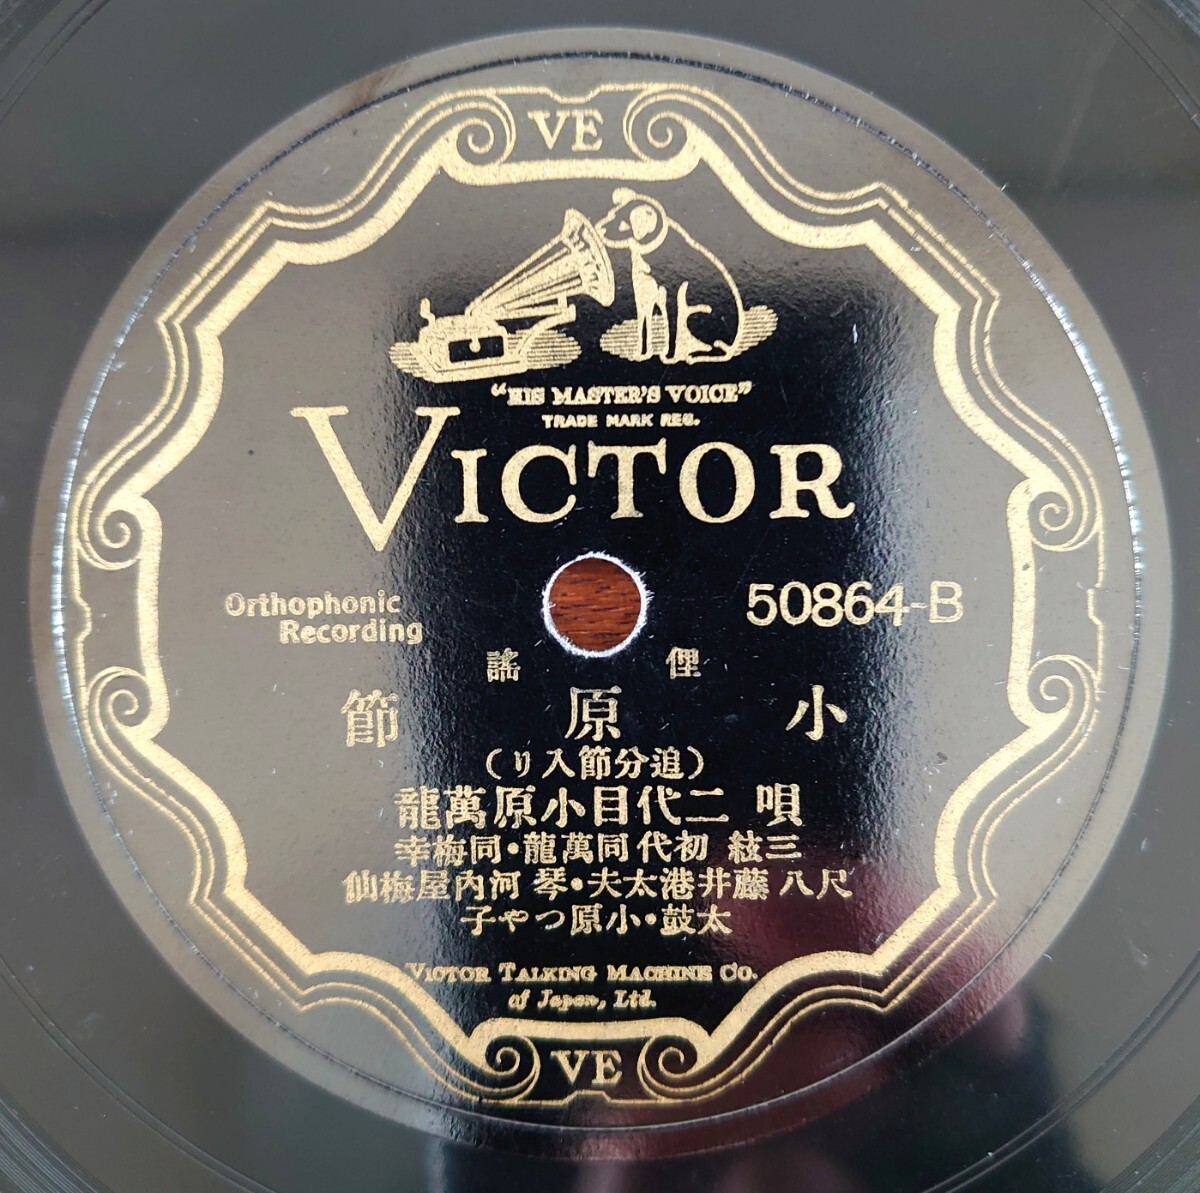 VE
"HIS MASTER'S VOICE"
TRADE MARK REG.
VICTOR
Orthophonic
Recording
50864-B
俚謠
小原節
(追分節入り)
唄 二代目小原萬龍
三絃 初代同萬龍・同梅幸
尺八 藤井港太夫・琴 河内屋梅仙
太鼓・小原つや子
VICTOR TALKING MACHINE CO.
of Japan, Ltd.
VE